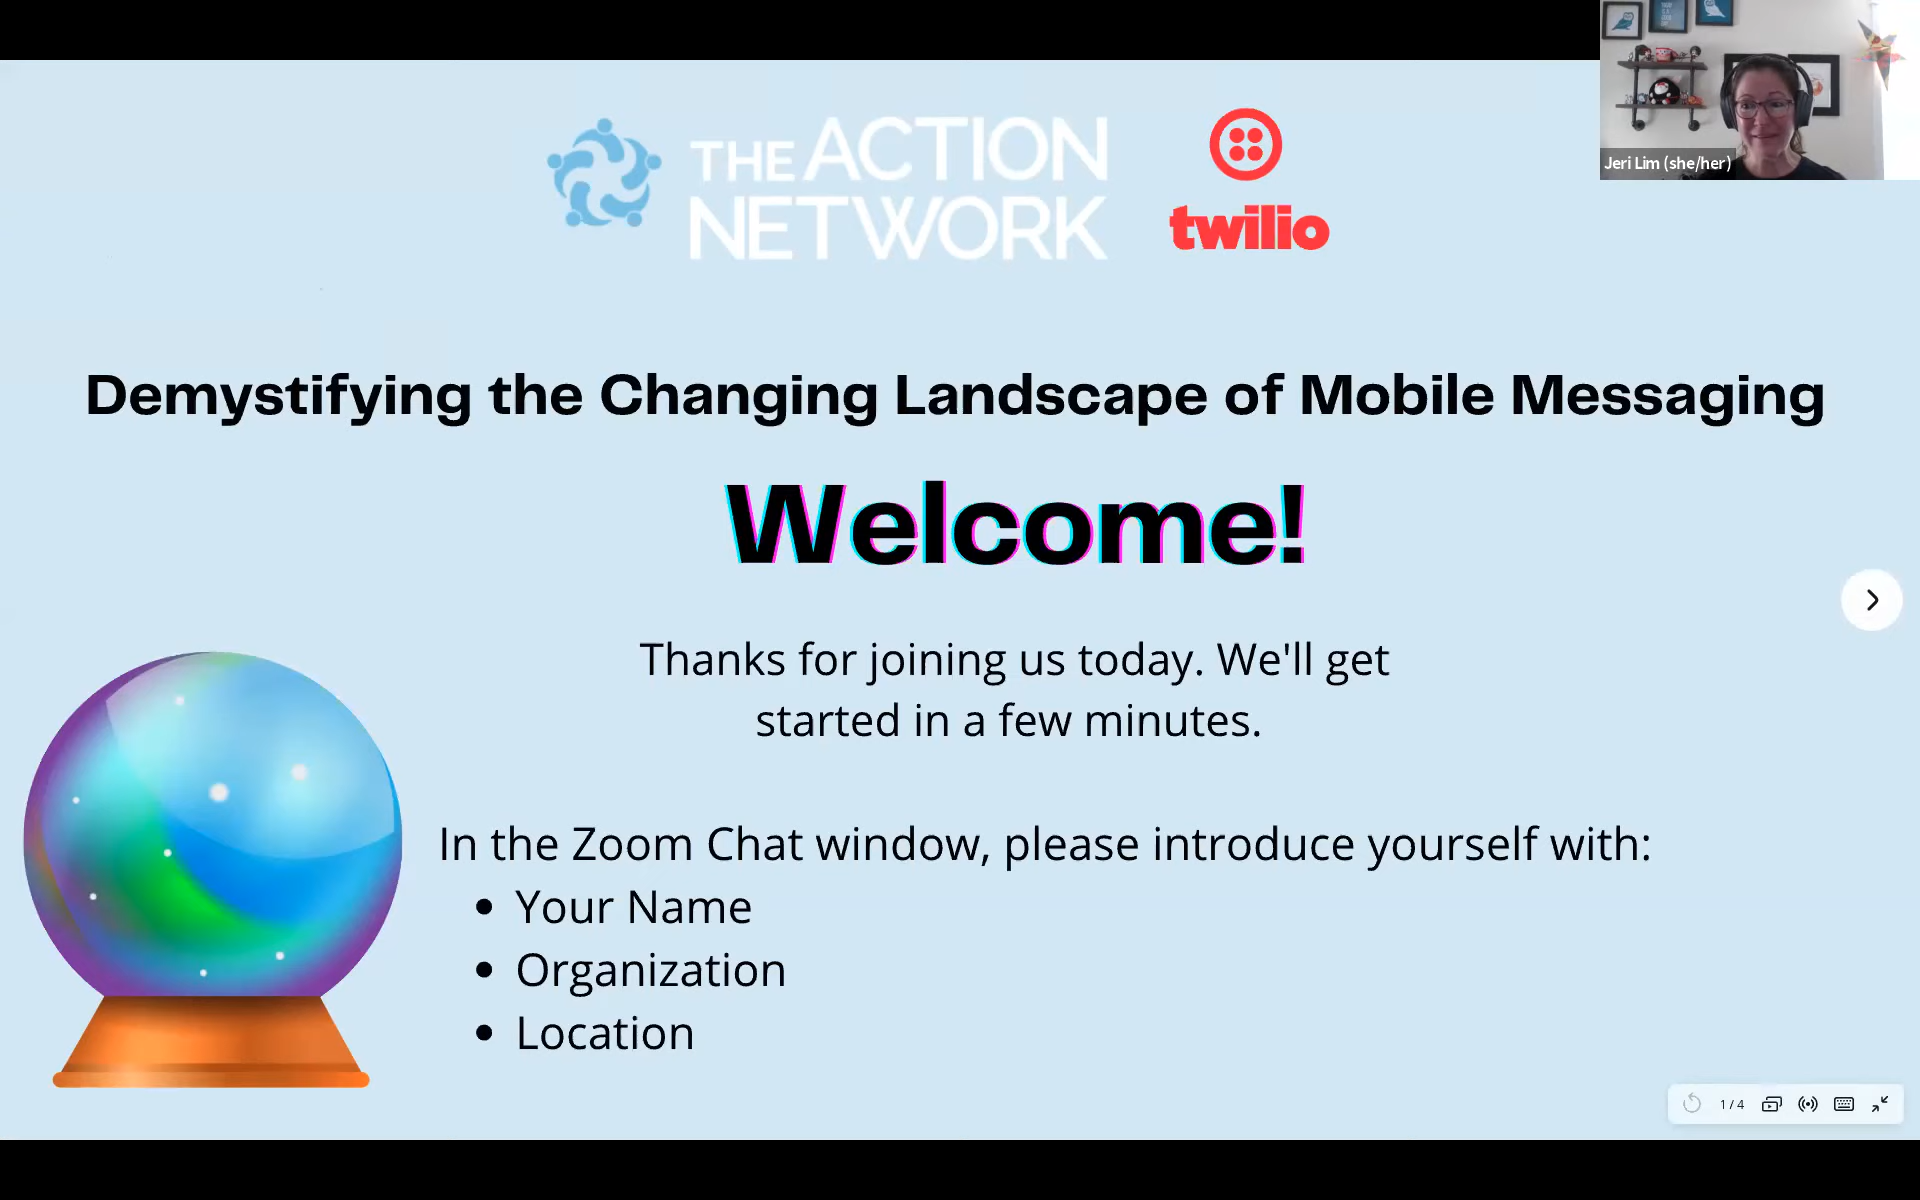 THE ACTION
NETWORK
twilio
Jeri Lim (she/her)
Demystifying the Changing Landscape of Mobile Messaging
Welcome!
Thanks for joining us today. We'll get
started in a few minutes.
In the Zoom Chat window, please introduce yourself with:
• Your Name
• Organization
• Location
1 / 4